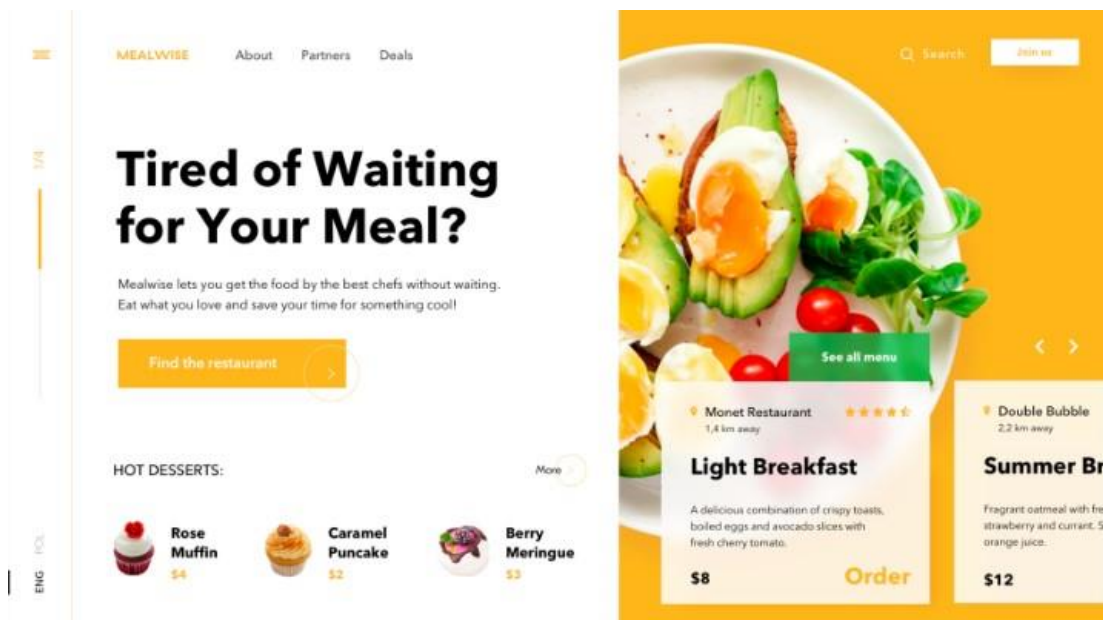 MEALWISE
About
Partners
Deals
Search
Join us
1/4
Tired of Waiting
for Your Meal?
Mealwise lets you get the food by the best chefs without waiting.
Eat what you love and save your time for something cool!
Find the restaurant
See all menu
Monet Restaurant
1,4 km away
Light Breakfast
A delicious combination of crispy toasts,
boiled eggs and avocado slices with
fresh cherry tomato.
$8
Order
Double Bubble
2,2 km away
Summer Br
Fragrant oatmeal with fre
strawberry and currant. S
orange juice.
$12
HOT DESSERTS:
More
Rose
Muffin
$4
Caramel
Puncake
$2
Berry
Meringue
$3
POL
ENG